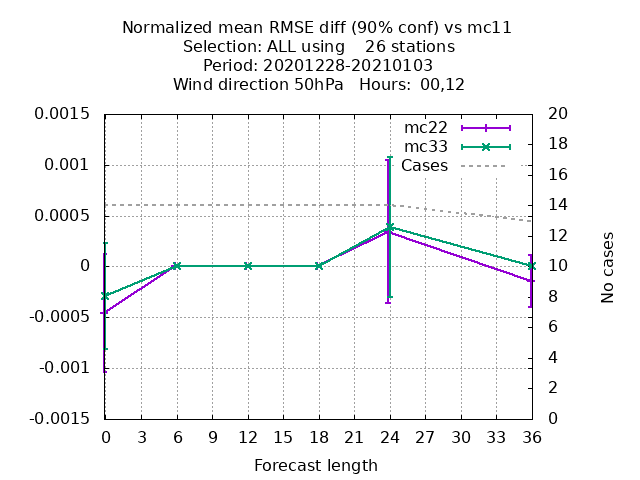 Normalized mean RMSE diff (90% conf) vs mc11
Selection: ALL using    26 stations
Period: 20201228-20210103
Wind direction 50hPa   Hours:  00,12
mc22
mc33
Cases
0.0015
0.001
0.0005
0
-0.0005
-0.001
-0.0015
20
18
16
14
12
10
8
6
4
2
0
No cases
0 3 6 9 12 15 18 21 24 27 30 33 36
Forecast length